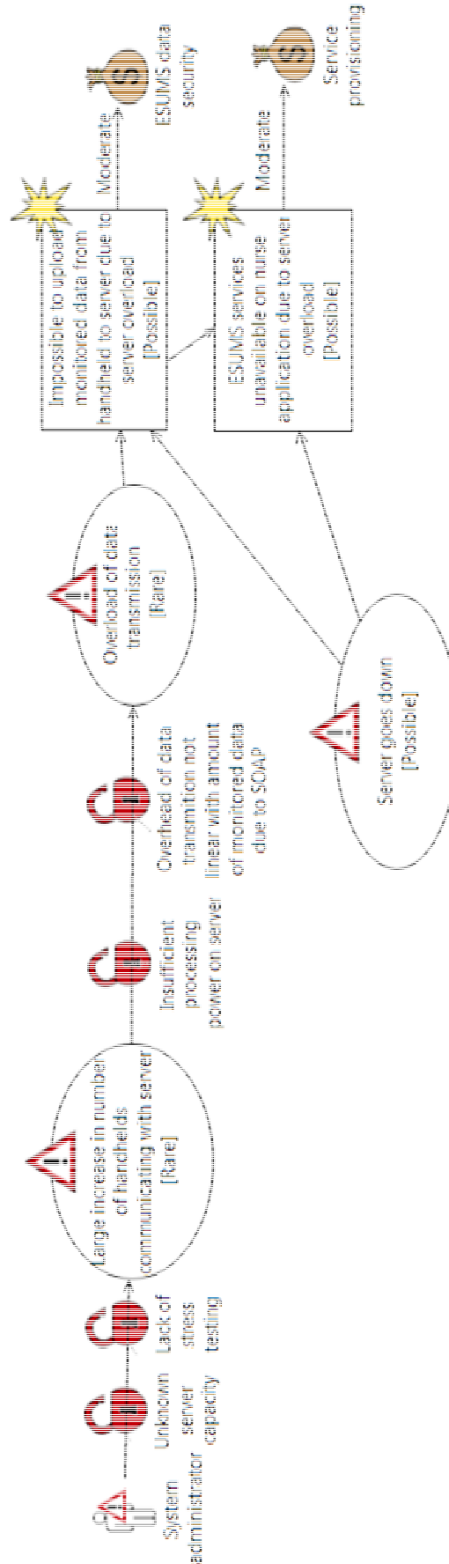 System
administrator
Unknown
server
capacity
Lack of
stress
testing
Large increase in number
of handhelds
communicating with server
[Rare]
Insufficient
processing
power on server
Overhead of data
transmition not
linear with amount
of monitored data
due to SOAP
Overload of data
transmission
[Rare]
Server goes down
[Possible]
Impossible to upload
monitored data from
handheld to server due to
server overload
[Possible]
ESUMS services
unavailable on nurse
application due to server
overload
[Possible]
Moderate
Moderate
$
ESUMS data
security
$
Service
provisioning